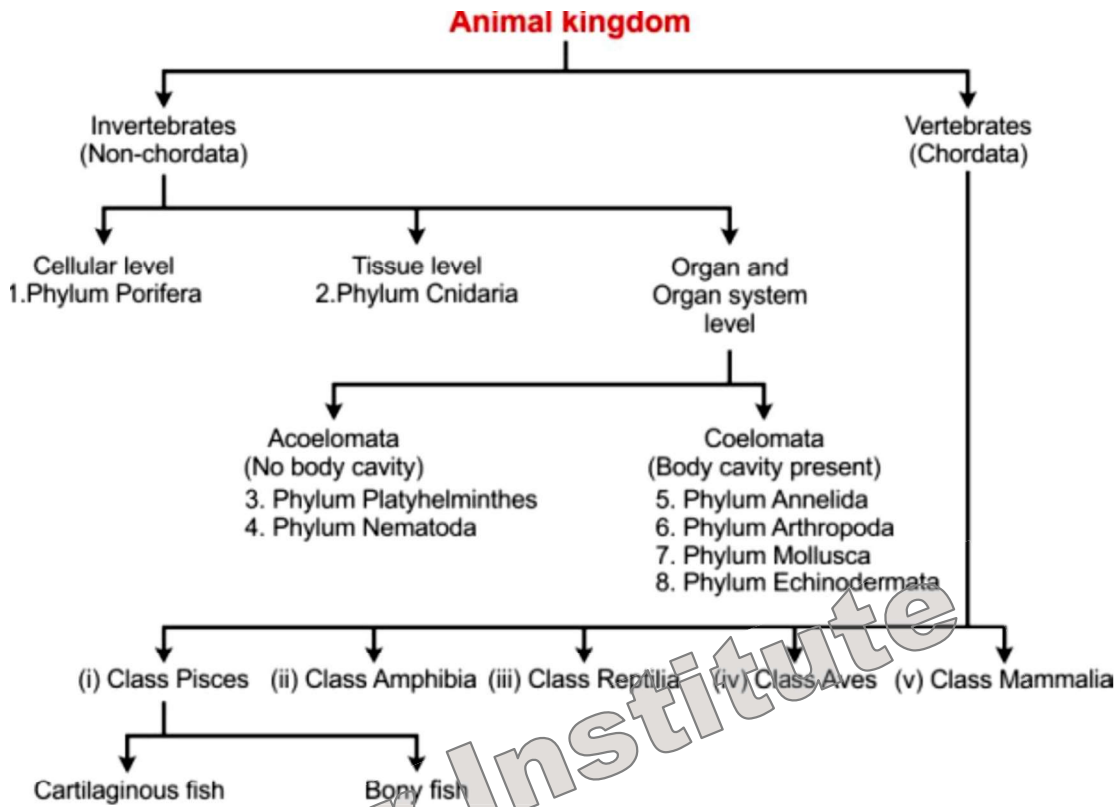 Animal kingdom
Invertebrates
(Non-chordata)
Vertebrates
(Chordata)
Cellular level
1.Phylum Porifera
Tissue level
2.Phylum Cnidaria
Organ and
Organ system
level
Acoelomata
(No body cavity)
3. Phylum Platyhelminthes
4. Phylum Nematoda
Coelomata
(Body cavity present)
5. Phylum Annelida
6. Phylum Arthropoda
7. Phylum Mollusca
8. Phylum Echinodermata
(i) Class Pisces
(ii) Class Amphibia
(iii) Class Reptilia
(iv) Class Aves
(v) Class Mammalia
Cartilaginous fish
Bony fish
Institute